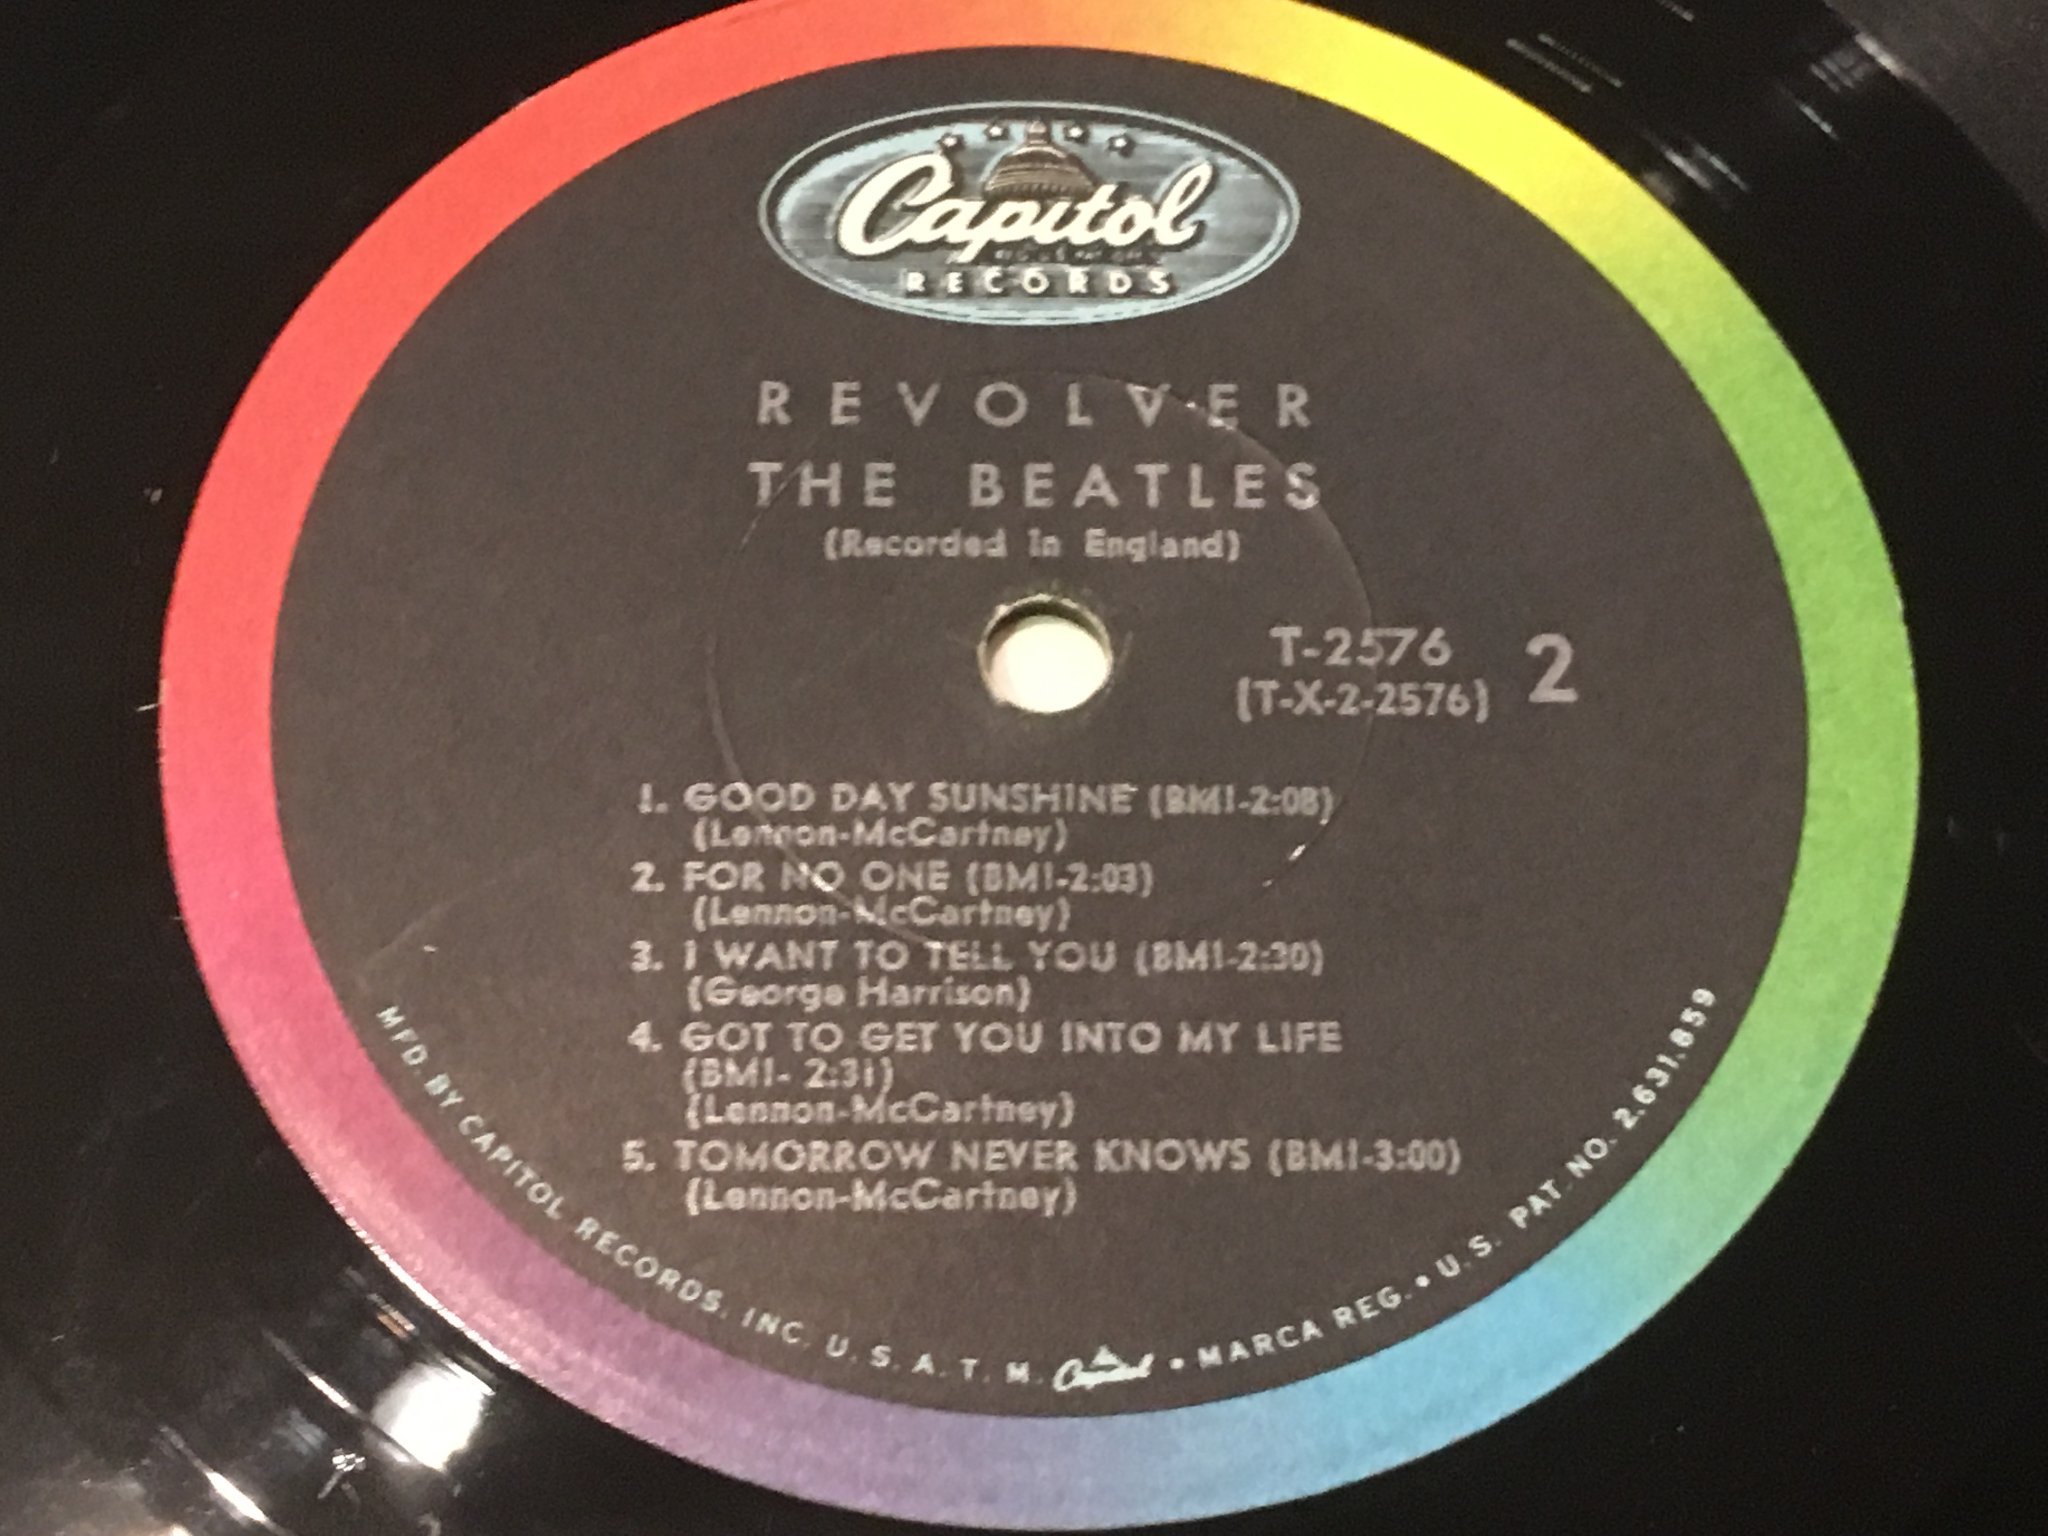 Capitol
RECORDS
REVOLVER
THE BEATLES
(Recorded in England)
T-2576
(T-X-2-2576)
2
1. GOOD DAY SUNSHINE (BMI-2:08)
(Lennon-McCartney)
2. FOR NO ONE (BMI-2:03)
(Lennon-McCartney)
3. I WANT TO TELL YOU (BMI-2:30)
(George Harrison)
4. GOT TO GET YOU INTO MY LIFE
(BMI- 2:31)
(Lennon-McCartney)
5. TOMORROW NEVER KNOWS (BMI-3:00)
(Lennon-McCartney)
MFD. BY CAPITOL RECORDS, INC. U. S. A. T. M. Capitol • MARCA REG. • U.S. PAT. NO. 2,631,859